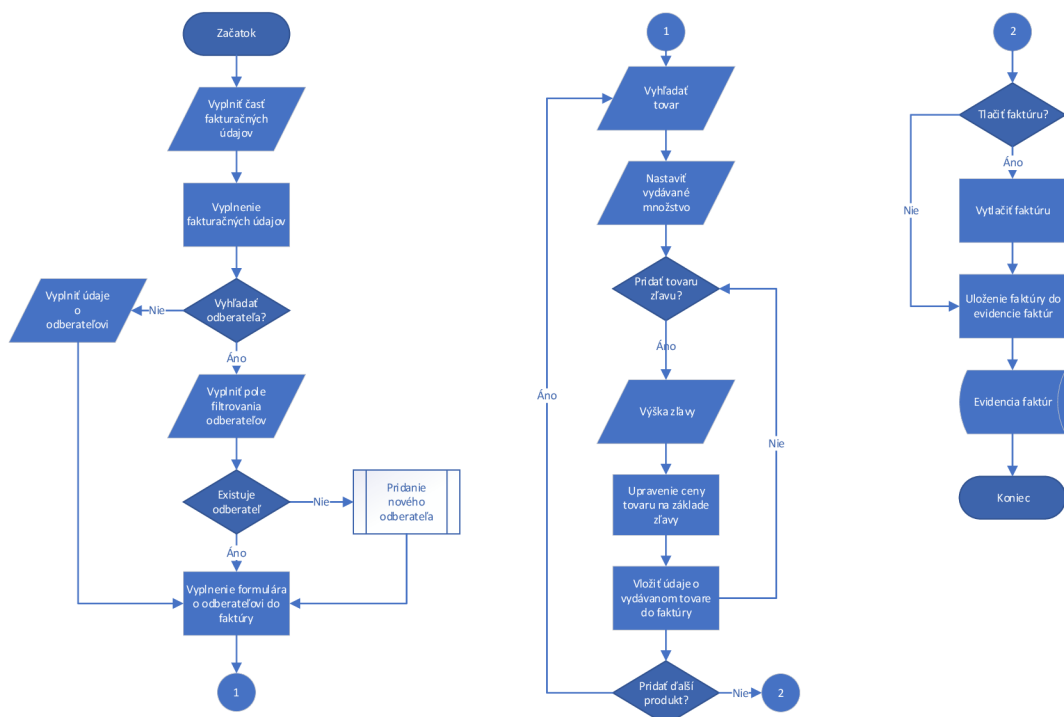 Začatok
Vyplniť časť
fakturačných
údajov
Vyplnenie
fakturačných údajov
Vyhľadať
odberateľa?
Nie
Vyplniť údaje
o
odberateľovi
Áno
Vyplniť pole
filtrovania
odberateľov
Existuje
odberateľ
Nie
Pridanie
nového
odberateľa
Áno
Vyplnenie formulára
o odberateľovi do
faktúry
1
1
Vyhľadať
tovar
Nastaviť
vydávané
množstvo
Pridať tovaru
zľavu?
Áno
Výška zľavy
Áno
Nie
Upravenie ceny
tovaru na základe
zľavy
Vložiť údaje o
vydávanom tovare
do faktúry
Pridať ďalší
produkt?
Nie
2
2
Tlačiť faktúru?
Áno
Nie
Vytlačiť faktúru
Uloženie faktúry do
evidencie faktúr
Evidencia faktúr
Koniec